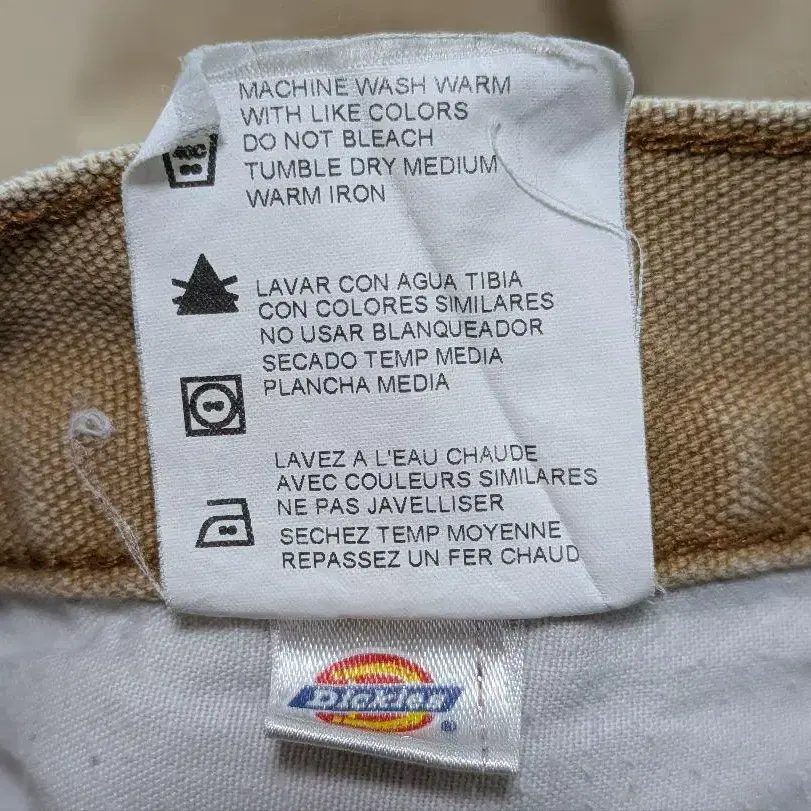 MACHINE WASH WARM
WITH LIKE COLORS
DO NOT BLEACH
TUMBLE DRY MEDIUM
WARM IRON
40C
LAVAR CON AGUA TIBIA
CON COLORES SIMILARES
NO USAR BLANQUEADOR
SECADO TEMP MEDIA
PLANCHA MEDIA
LAVEZ A L'EAU CHAUDE
AVEC COULEURS SIMILARES
NE PAS JAVELLISER
SECHEZ TEMP MOYENNE
REPASSEZ UN FER CHAUD
Dickies ®